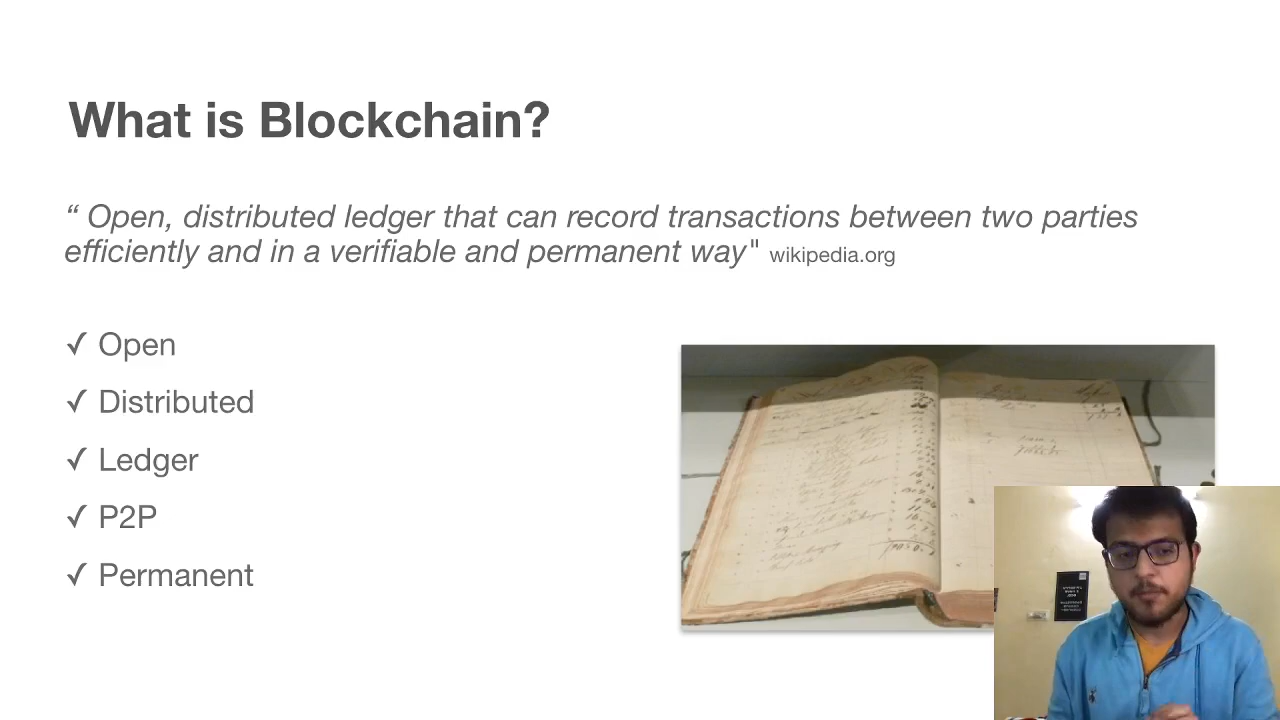 What is Blockchain?
“ Open, distributed ledger that can record transactions between two parties
efficiently and in a verifiable and permanent way" wikipedia.org
✓ Open
✓ Distributed
✓ Ledger
✓ P2P
✓ Permanent